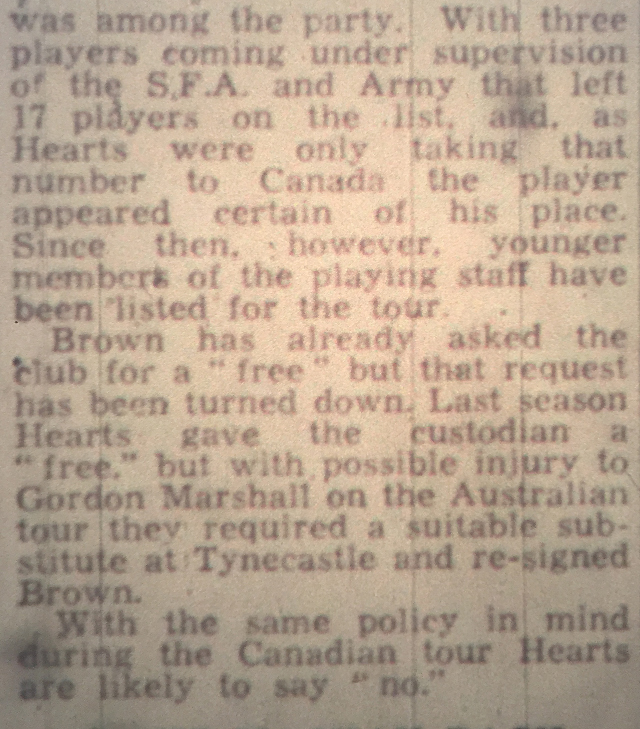 was among the party. With three
players coming under supervision
of the S.F.A. and Army that left
17 players on the list, and, as
Hearts were only taking that
number to Canada the player
appeared certain of his place.
Since then, however, younger
members of the playing staff have
been listed for the tour.
Brown has already asked the
club for a "free" but that request
has been turned down. Last season
Hearts gave the custodian a
"free," but with possible injury to
Gordon Marshall on the Australian
tour they required a suitable sub-
stitute at Tynecastle and re-signed
Brown.
With the same policy in mind
during the Canadian tour Hearts
are likely to say "no."